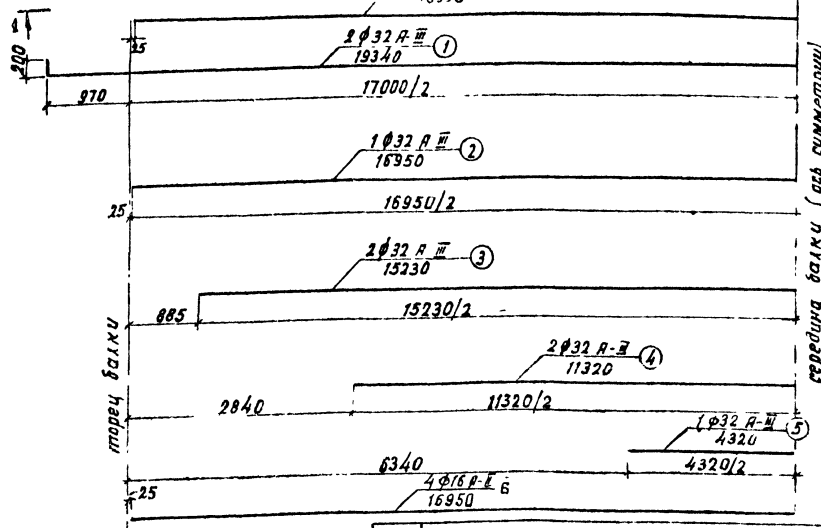 200
25
2ф32 А-III ①
19340
970
17000/2
1ф32 А III ②
16950
25
16950/2
2ф32 А III ③
15230
885
15230/2
2ф32 А-III ④
11320
2840
11320/2
1ф32 А-III ⑤
4320
6340
4320/2
25
4ф16 А-II 6
16950
торец балки
середина балки (ось симметрии)